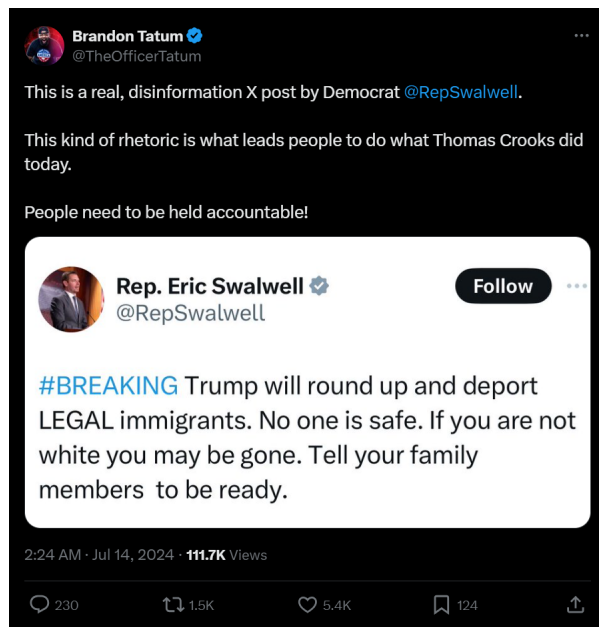 Brandon Tatum
@TheOfficerTatum
This is a real, disinformation X post by Democrat @RepSwalwell.
This kind of rhetoric is what leads people to do what Thomas Crooks did
today.
People need to be held accountable!
Rep. Eric Swalwell
Follow
@RepSwalwell
#BREAKING Trump will round up and deport
LEGAL immigrants. No one is safe. If you are not
white you may be gone. Tell your family
members to be ready.
2:24 AM · Jul 14, 2024 · 111.7K Views
230 1.5K 5.4K 124